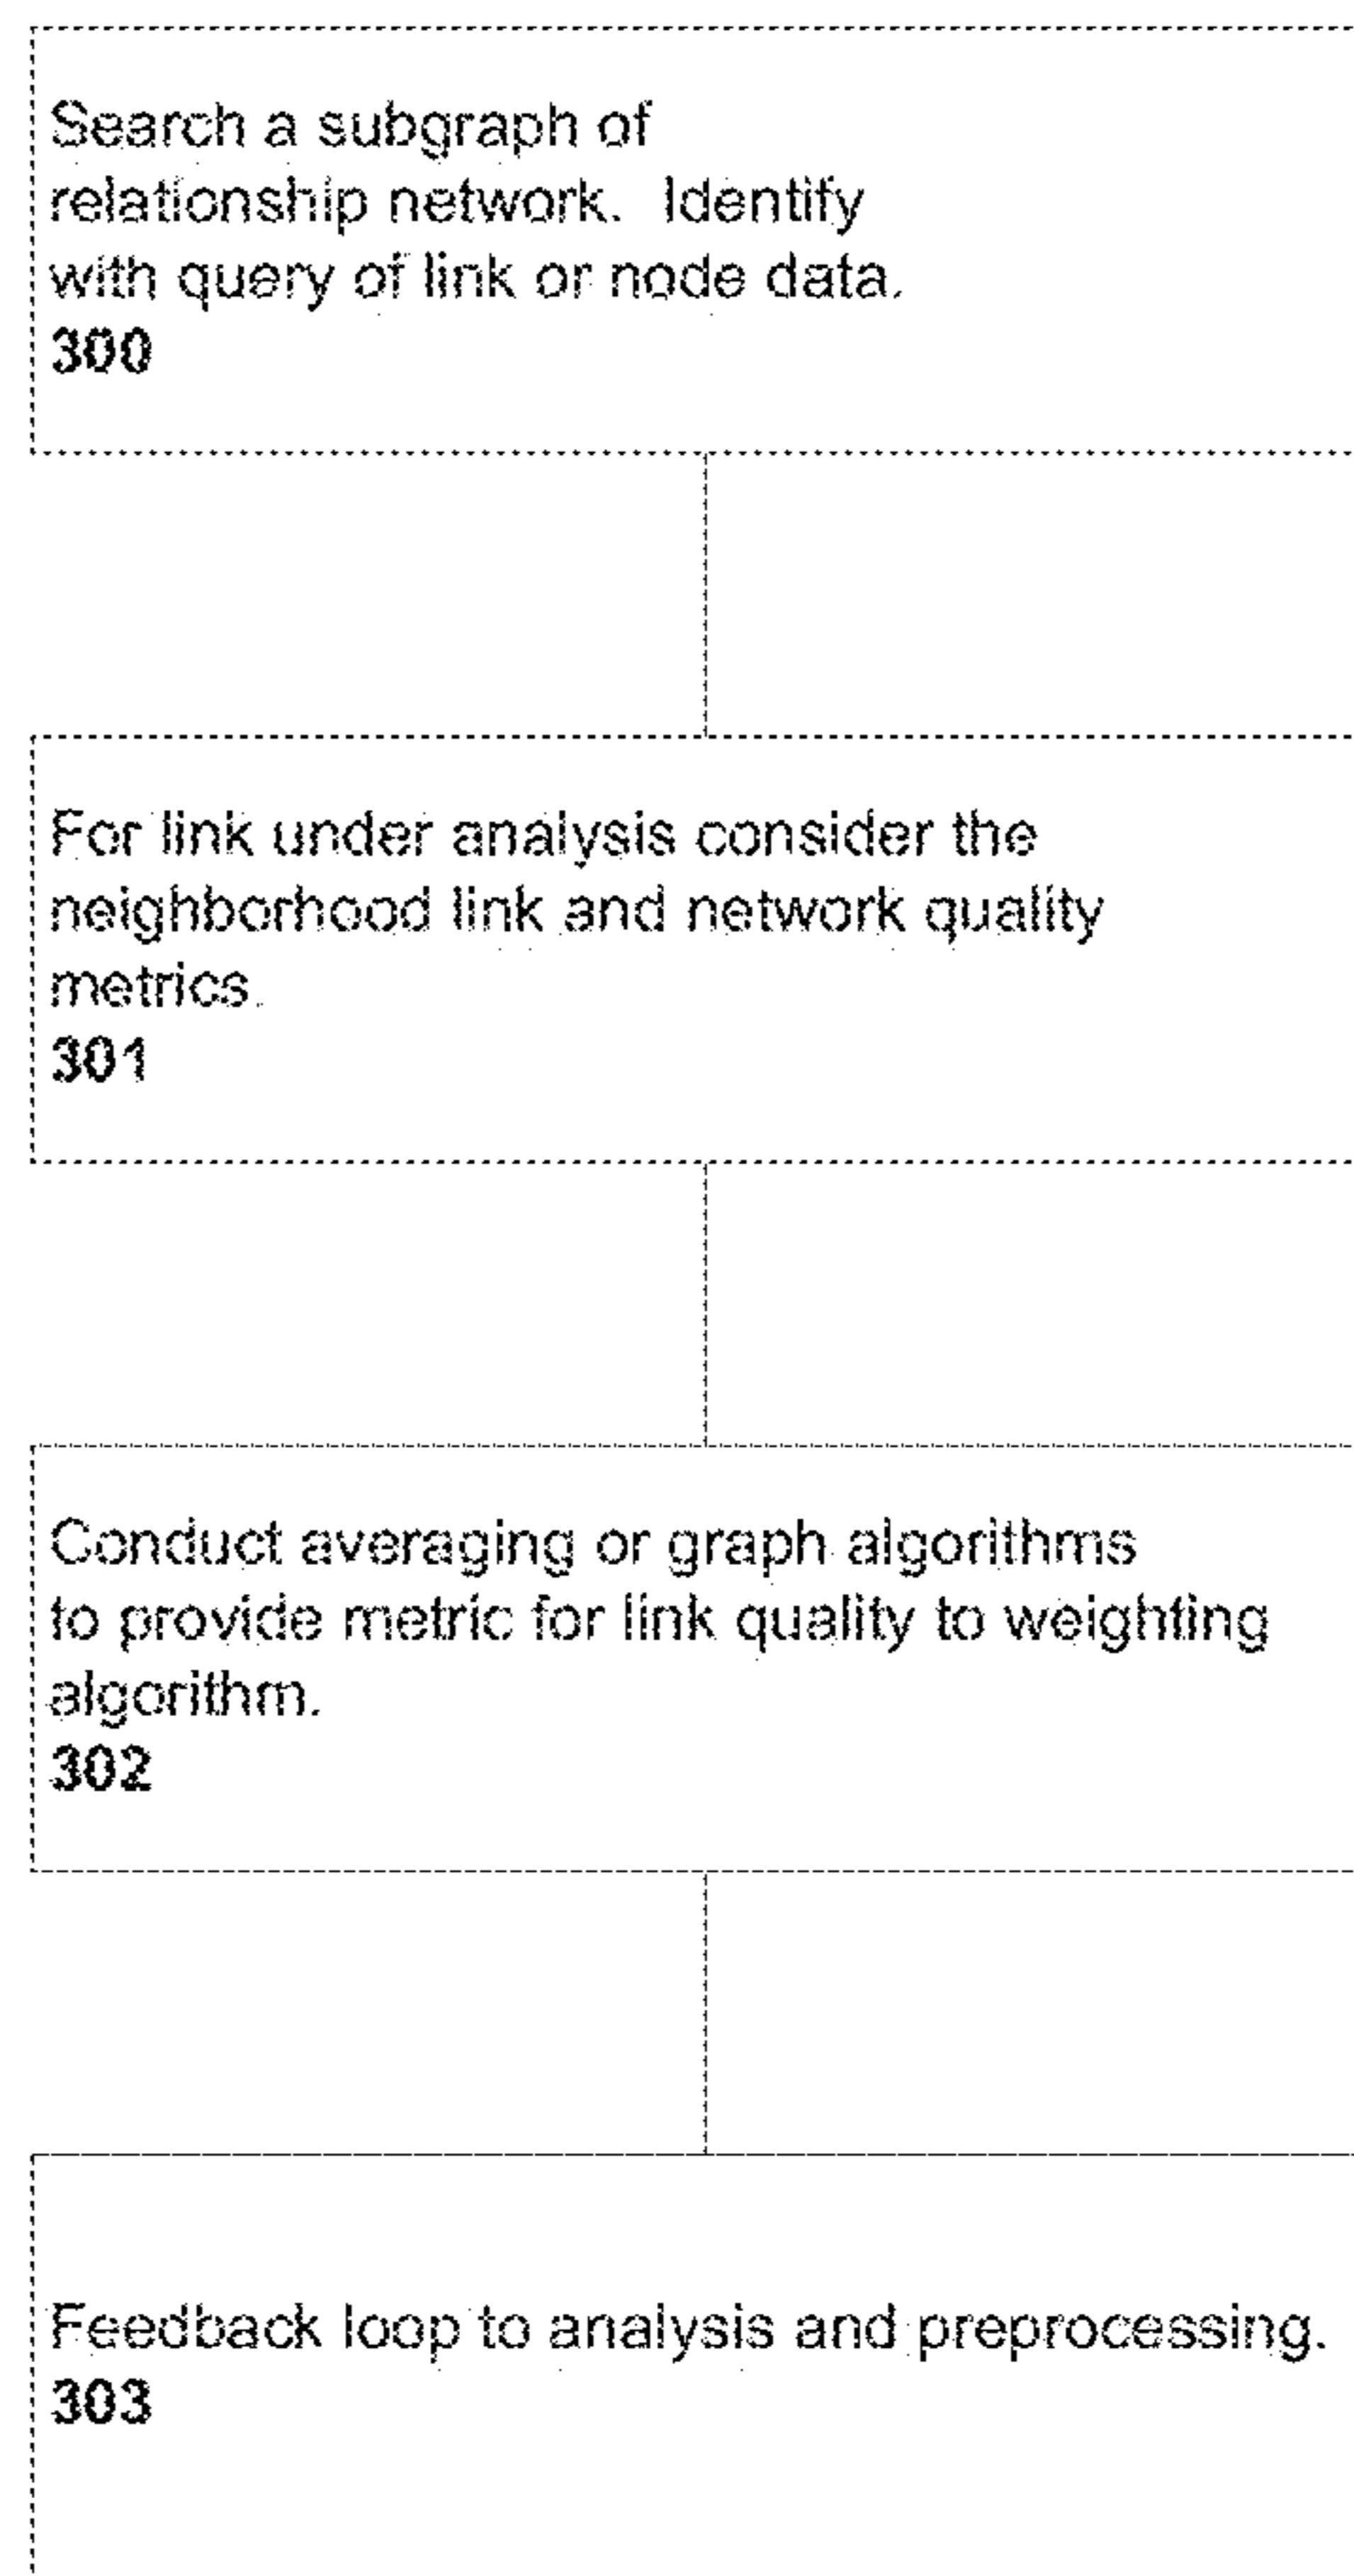 Search a subgraph of
relationship network.  Identify
with query of link or node data.
300
For link under analysis consider the
neighborhood link and network quality
metrics.
301
Conduct averaging or graph algorithms
to provide metric for link quality to weighting
algorithm.
302
Feedback loop to analysis and preprocessing.
303